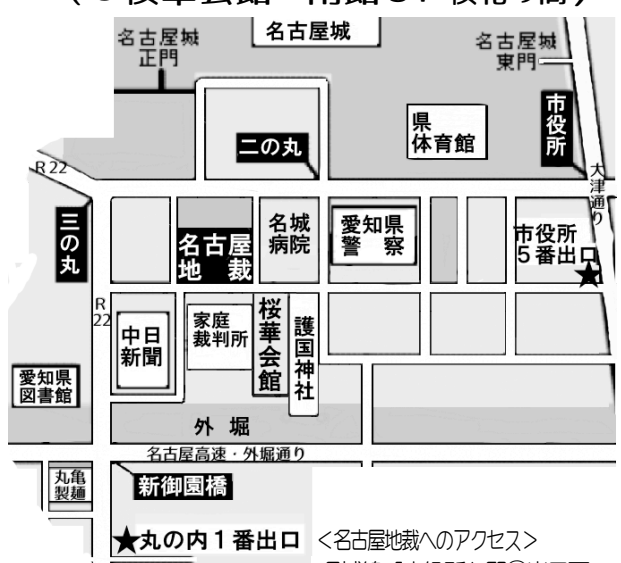 名古屋城
正門
名古屋城
名古屋城
東門
市役所
県
体育館
二の丸
R 22
大津通り
三の丸
名古屋
地 裁
名城
病院
愛知県
警 察
市役所
5番出口
★
R
22
中日
新聞
家庭
裁判所
桜華会館
護国神社
愛知県
図書館
外 堀
名古屋高速・外堀通り
丸亀
製麺
新御園橋
★丸の内1番出口
＜名古屋地裁へのアクセス＞